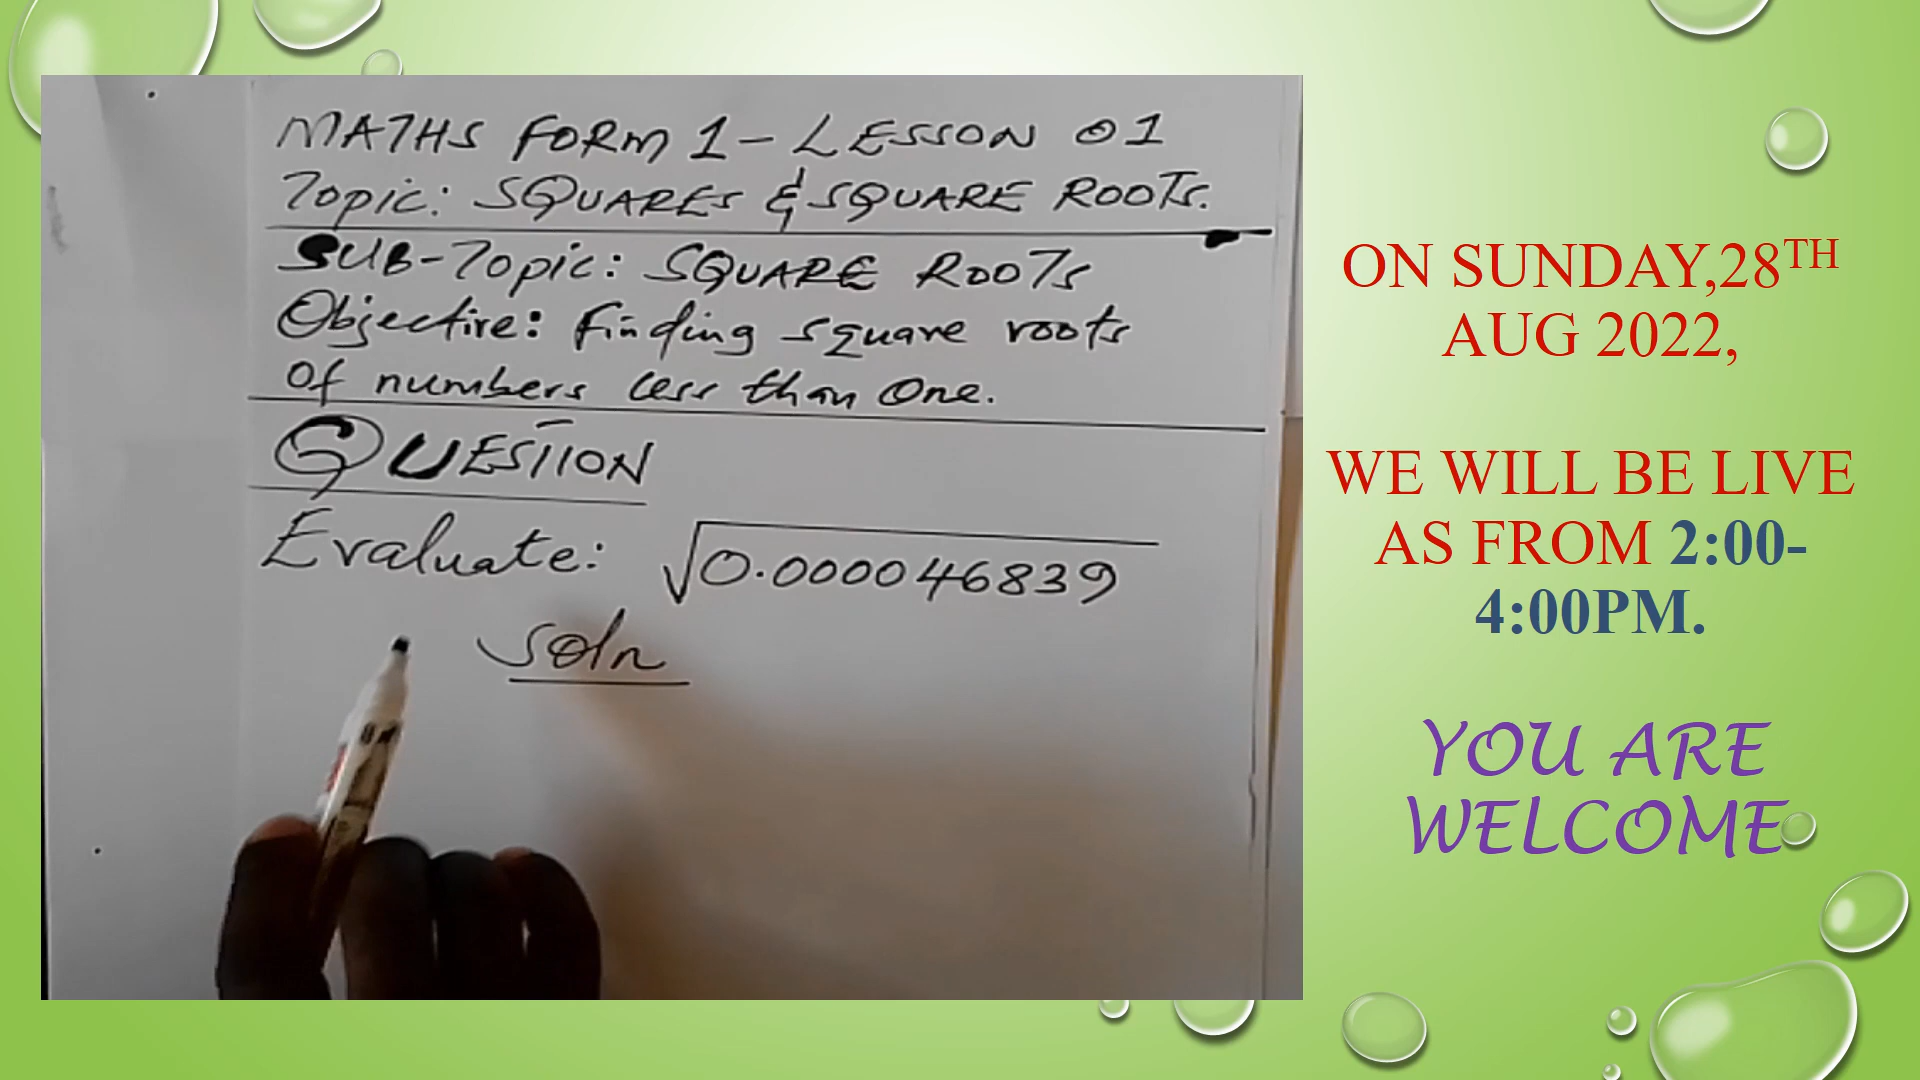 MATHS FORM 1 - LESSON 01
Topic: SQUARES & SQUARE ROOTS.
SUB-Topic: SQUARE ROOTS
Objective: Finding square roots
of numbers less than One.
QUESTION
Evaluate: √0.000046839
Soln
ON SUNDAY,28TH
AUG 2022,
WE WILL BE LIVE
AS FROM 2:00-
4:00PM.
YOU ARE
WELCOME